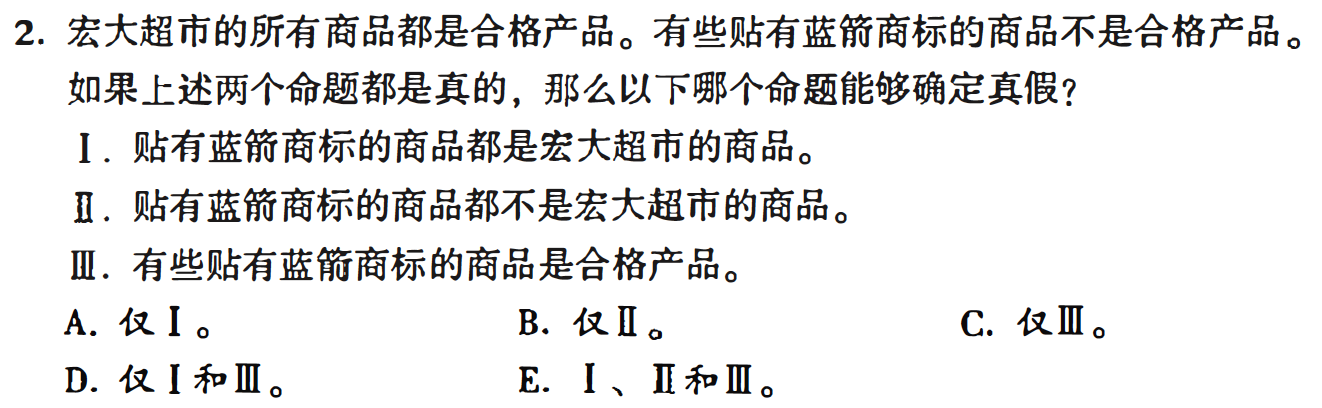 2. 宏大超市的所有商品都是合格产品。有些贴有蓝箭商标的商品不是合格产品。
如果上述两个命题都是真的，那么以下哪个命题能够确定真假？
Ⅰ. 贴有蓝箭商标的商品都是宏大超市的商品。
Ⅱ. 贴有蓝箭商标的商品都不是宏大超市的商品。
Ⅲ. 有些贴有蓝箭商标的商品是合格产品。
A. 仅Ⅰ。 B. 仅Ⅱ。 C. 仅Ⅲ。
D. 仅Ⅰ和Ⅲ。 E. Ⅰ、Ⅱ和Ⅲ。